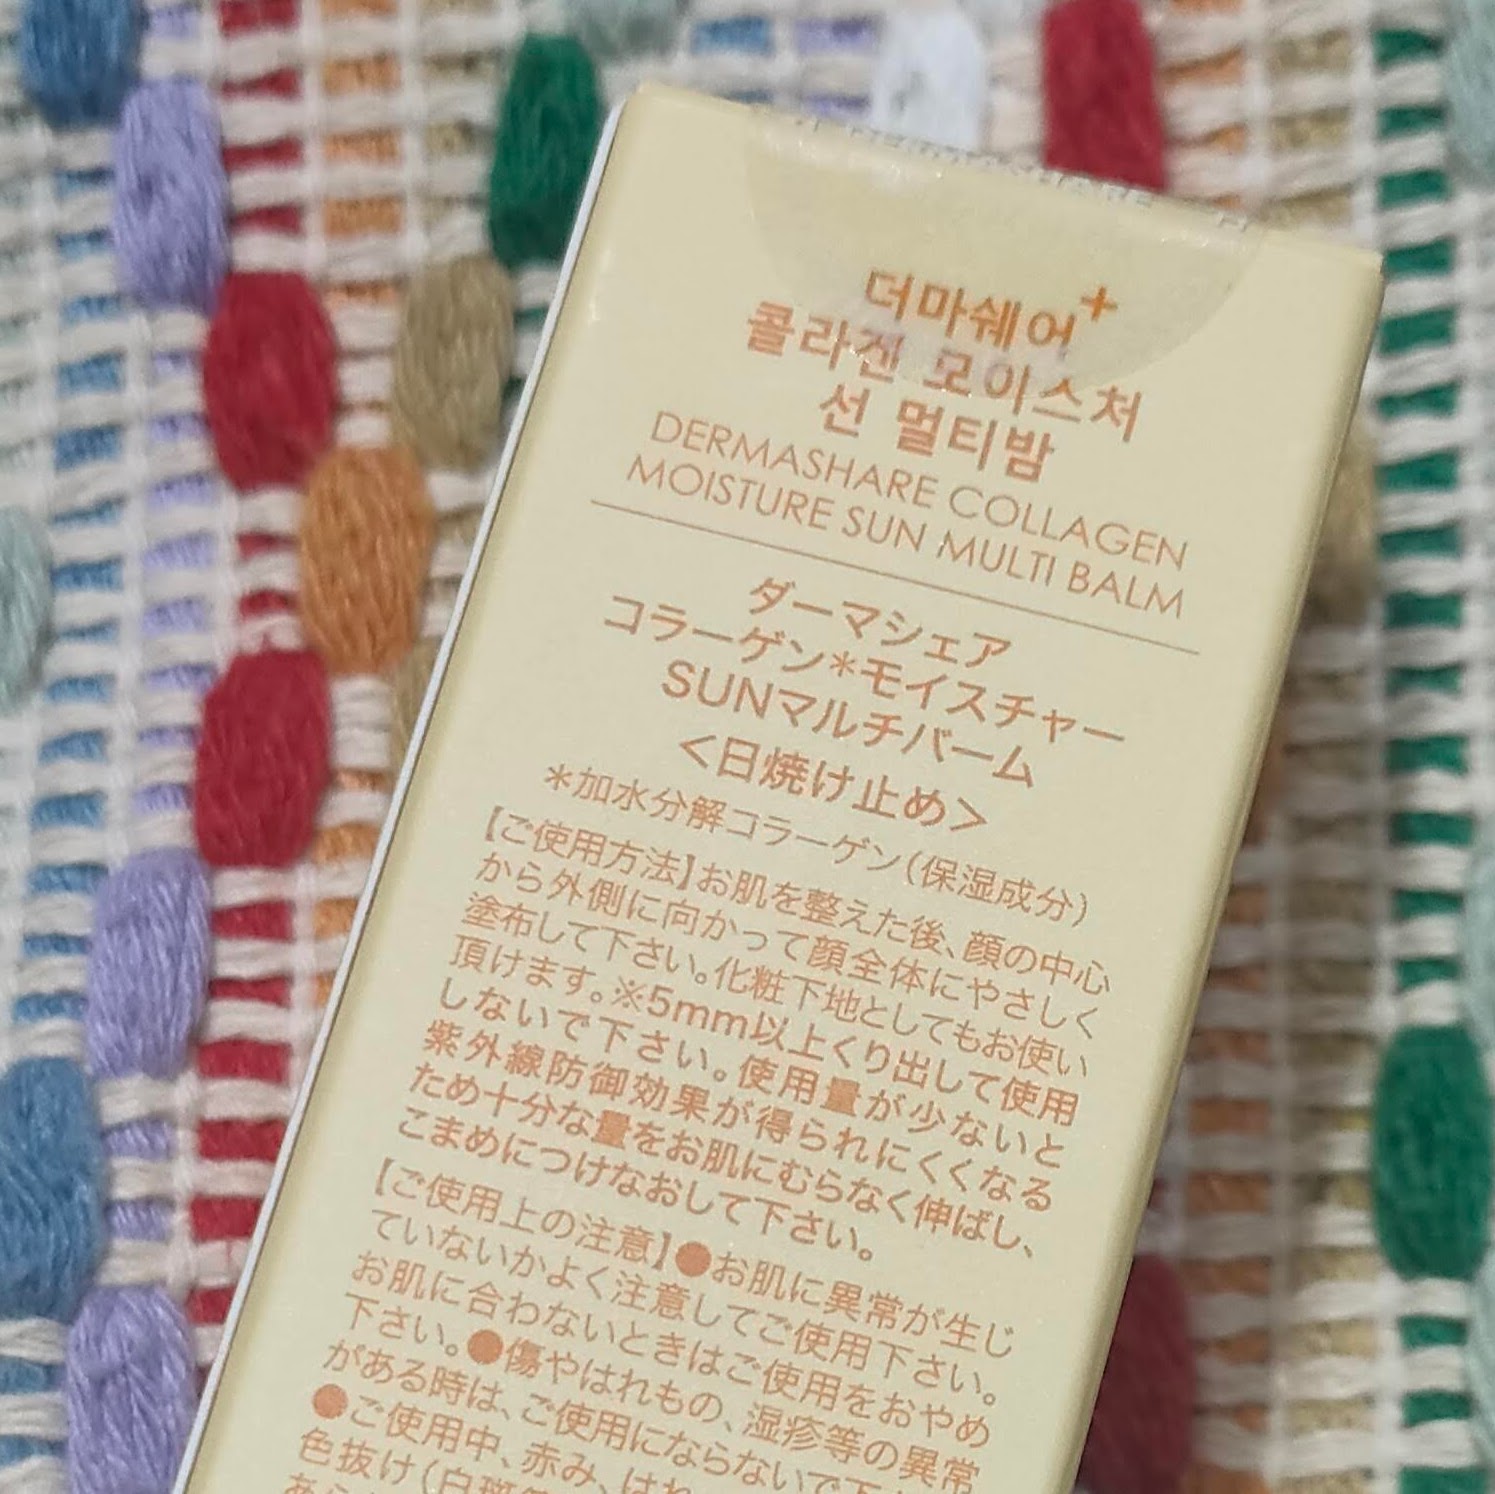 더마쉐어+
콜라겐 모이스처
선 멀티밤
DERMASHARE COLLAGEN
MOISTURE SUN MULTI BALM
ダーマシェア
コラーゲン*モイスチャー
SUNマルチバーム
<日焼け止め>
*加水分解コラーゲン(保湿成分)
【ご使用方法】お肌を整えた後、顔の中心
から外側に向かって顔全体にやさしく
塗布して下さい。化粧下地としてもお使い
頂けます。※5mm以上くり出して使用
しないで下さい。使用量が少ないと
紫外線防御効果が得られにくくなる
ため十分な量をお肌にむらなく伸ばし、
こまめにつけなおして下さい。
【ご使用上の注意】●お肌に異常が生じ
ていないかよく注意してご使用下さい。
お肌に合わないときはご使用をおやめ
下さい。●傷やはれもの、湿疹等の異常
がある時は、ご使用にならないで下
●ご使用中、赤み、はれ
色抜け(白斑